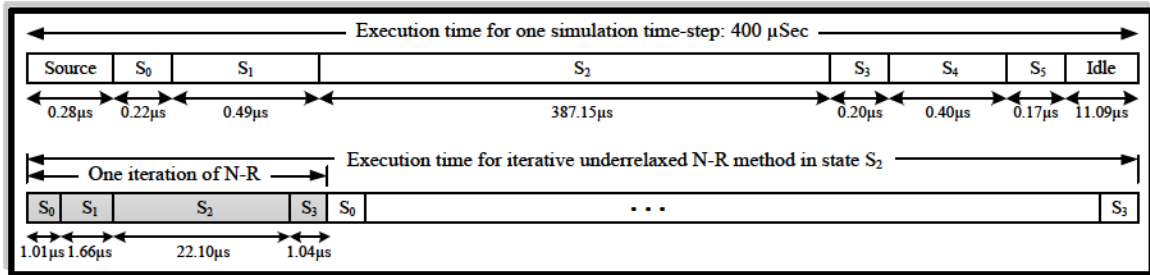 Execution time for one simulation time-step: 400 µSec
Source S₀ S₁ S₂ S₃ S₄ S₅ Idle
0.28µs 0.22µs 0.49µs 387.15µs 0.20µs 0.40µs 0.17µs 11.09µs
Execution time for iterative underrelaxed N-R method in state S₂
One iteration of N-R
S₀ S₁ S₂ S₃ S₀ ... S₃
1.01µs 1.66µs 22.10µs 1.04µs